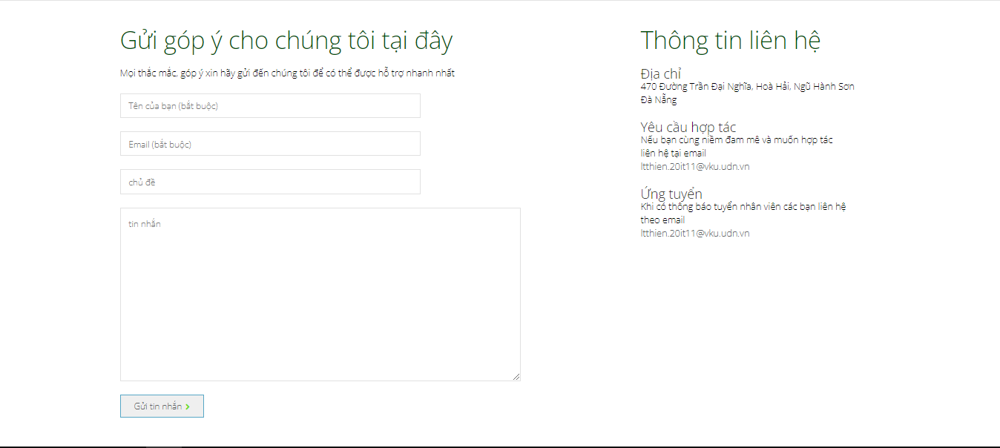 Gửi góp ý cho chúng tôi tại đây
Mọi thắc mắc, góp ý xin hãy gửi đến chúng tôi để có thể được hỗ trợ nhanh nhất
Tên của bạn (bắt buộc)
Email (bắt buộc)
chủ đề
tin nhắn
Gửi tin nhắn
Thông tin liên hệ
Địa chỉ
470 Đường Trần Đại Nghĩa, Hoà Hải, Ngũ Hành Sơn
Đà Nẵng
Yêu cầu hợp tác
Nếu bạn cùng niềm đam mê và muốn hợp tác
liên hệ tại email
ltthien.20it11@vku.udn.vn
Ứng tuyển
Khi có thông báo tuyển nhân viên các bạn liên hệ
theo email
ltthien.20it11@vku.udn.vn